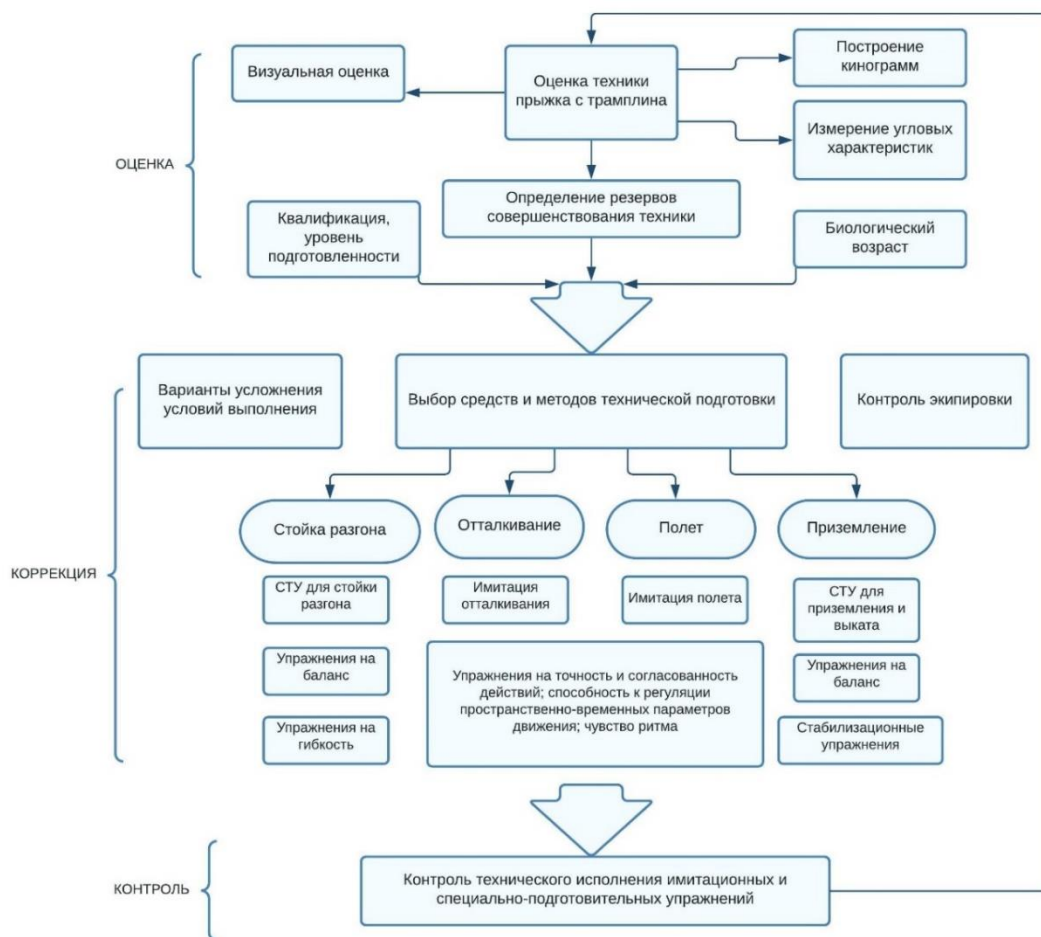 Визуальная оценка
Оценка техники
прыжка с трамплина
Построение
кинограмм
Измерение угловых
характеристик
ОЦЕНКА
Определение резервов
совершенствования техники
Квалификация,
уровень
подготовленности
Биологический
возраст
Варианты усложнения
условий выполнения
Выбор средств и методов технической подготовки
Контроль экипировки
Стойка разгона
Отталкивание
Полет
Приземление
КОРРЕКЦИЯ
СТУ для стойки
разгона
Имитация
отталкивания
Имитация полета
СТУ для
приземления и
выката
Упражнения на
баланс
Упражнения на точность и согласованность
действий; способность к регуляции
пространственно-временных параметров
движения; чувство ритма
Упражнения на
баланс
Упражнения на
гибкость
Стабилизационные
упражнения
КОНТРОЛЬ
Контроль технического исполнения имитационных и
специально-подготовительных упражнений